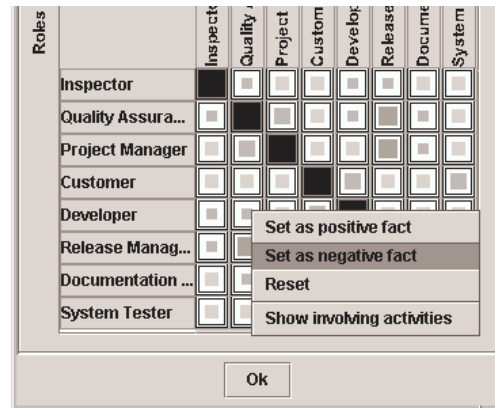 Roles
Inspecto
Quality
Project
Custom
Develop
Release
Docume
System
Inspector
Quality Assura...
Project Manager
Customer
Developer
Release Manag...
Documentation ...
System Tester
Set as positive fact
Set as negative fact
Reset
Show involving activities
Ok